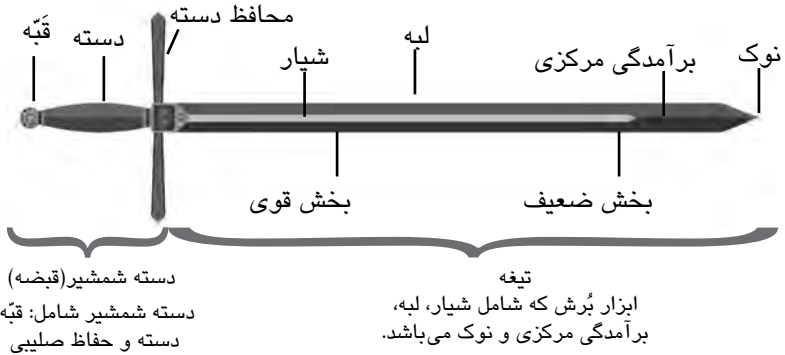 محافظ دسته
قَبّه
دسته
شیار
لبه
برآمدگی مرکزی
نوک
بخش قوی
بخش ضعیف
دسته شمشیر(قبضه)
دسته شمشیر شامل: قبّه
دسته و حفاظ صلیبی
تیغه
ابزار بُرش که شامل شیار، لبه،
برآمدگی مرکزی و نوک می‌باشد.